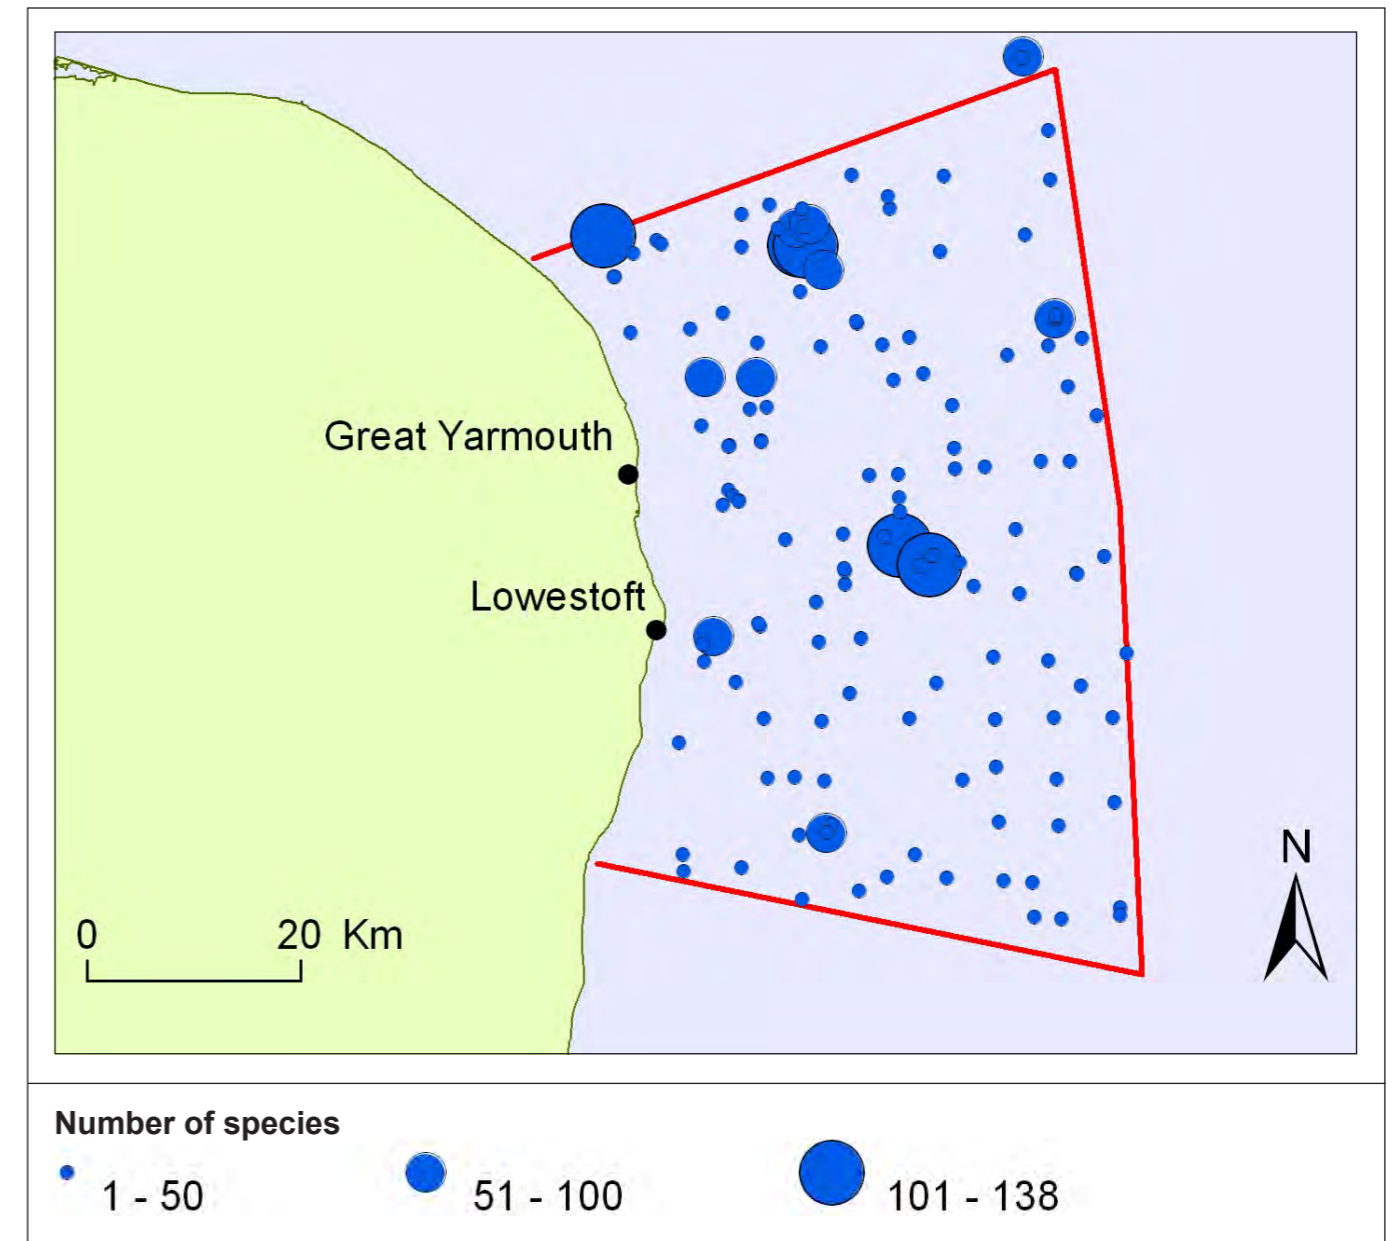 Great Yarmouth
Lowestoft
N
0 20 Km
Number of species
1 - 50 51 - 100 101 - 138